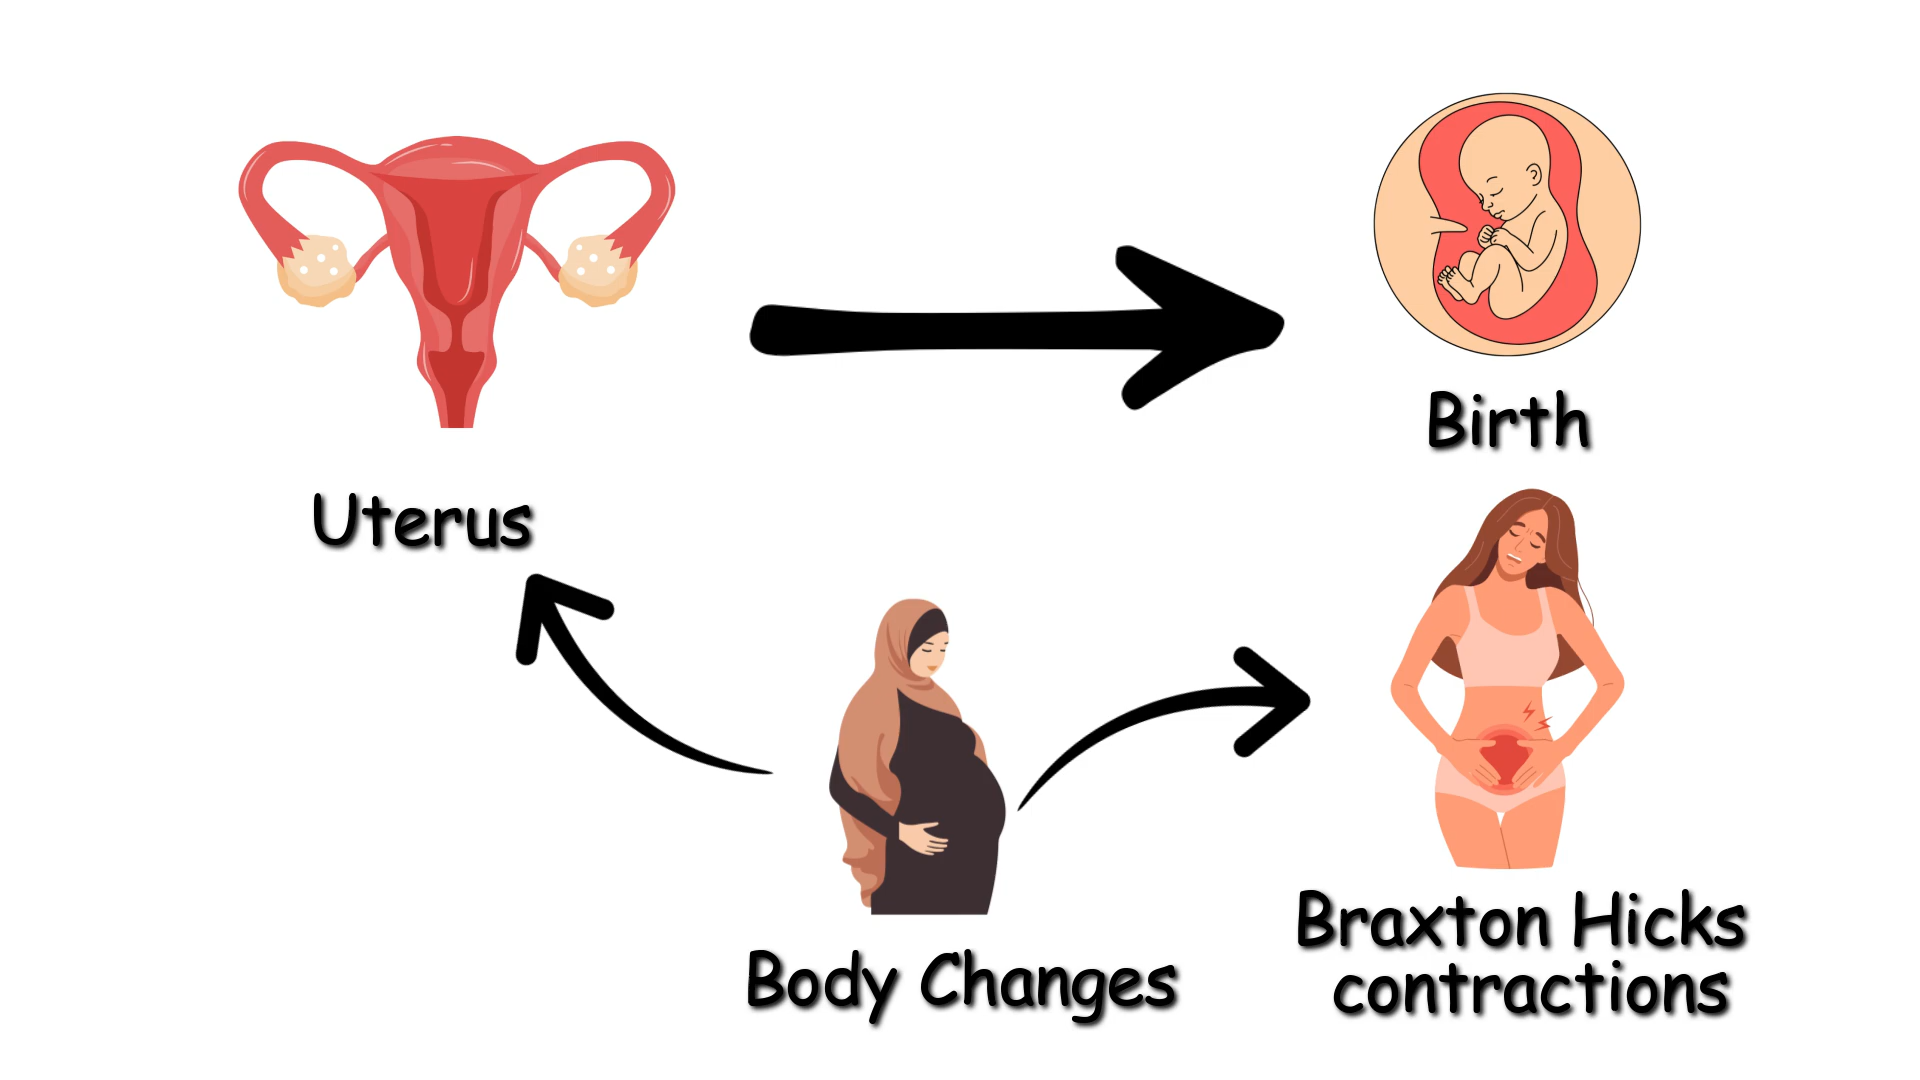 Birth
Uterus
Body Changes
Braxton Hicks
contractions